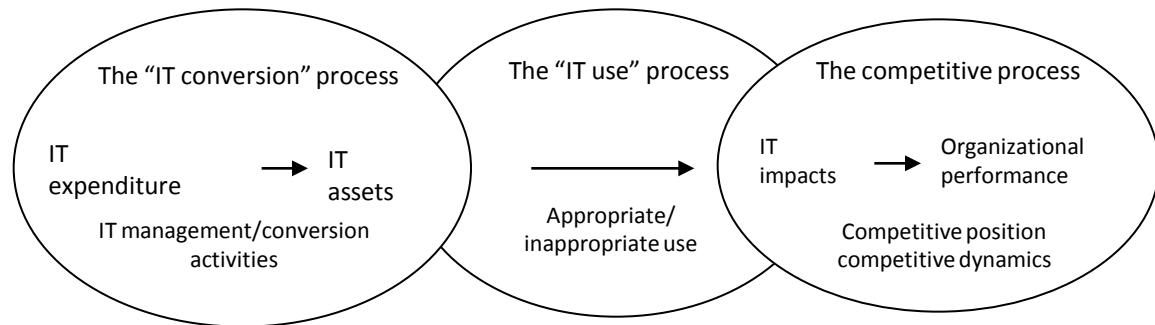 The “IT conversion” process
IT
expenditure
IT
assets
IT management/conversion
activities
The “IT use” process
Appropriate/
inappropriate use
The competitive process
IT
impacts
Organizational
performance
Competitive position
competitive dynamics